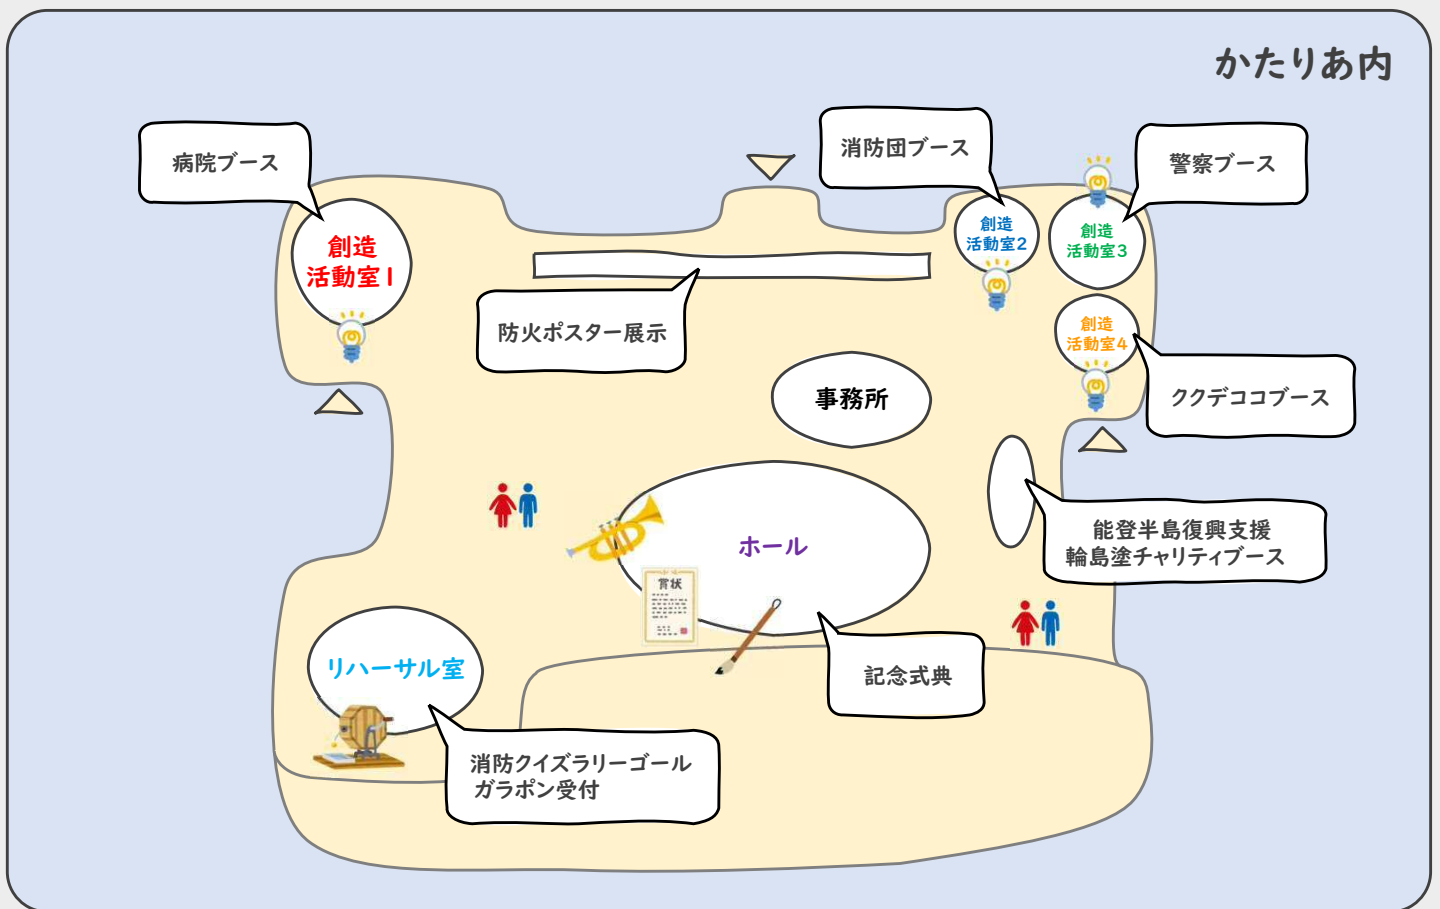 かたりあ内
病院ブース
消防団ブース
警察ブース
創造
活動室1
創造
活動室2
創造
活動室3
防火ポスター展示
創造
活動室4
事務所
ククデココブース
ホール
能登半島復興支援
輪島塗チャリティブース
賞状
リハーサル室
記念式典
消防クイズラリーゴール
ガラポン受付